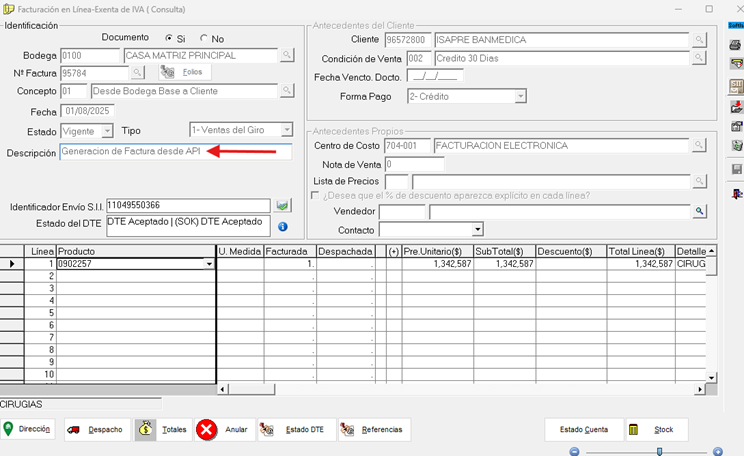 Facturación en Línea-Exenta de IVA ( Consulta)
Identificación
Documento Si No
Bodega 0100 CASA MATRIZ PRINCIPAL
Nº Factura 95784 Folios
Concepto 01 Desde Bodega Base a Cliente
Fecha 01/08/2025
Estado Vigente Tipo 1- Ventas del Giro
Descripción Generacion de Factura desde API
Identificador Envío S.I.I. 11049550366
Estado del DTE DTE Aceptado | (SOK) DTE Aceptado
Antecedentes del Cliente
Cliente 96572800 ISAPRE BANMEDICA
Condición de Venta 002 Credito 30 Dias
Fecha Vencto. Docto. __/__/____
Forma Pago 2- Crédito
Antecedentes Propios
Centro de Costo 704-001 FACTURACION ELECTRONICA
Nota de Venta 0
Lista de Precios
¿Desea que el % de descuento aparezca explícito en cada línea?
Vendedor
Contacto
Línea Producto U. Medida Facturada Despachada (+) Pre.Unitario($) SubTotal($) Descuento($) Total Linea($) Detalle
1 0902257 1. . 1,342,587 1,342,587 1,342,587 CIRUG
2 . .
3 . .
4 . .
5 . .
6 . .
7 . .
8 . .
9 . .
10 . .
CIRUGIAS
Dirección Despacho Totales Anular Estado DTE Referencias Estado Cuenta Stock